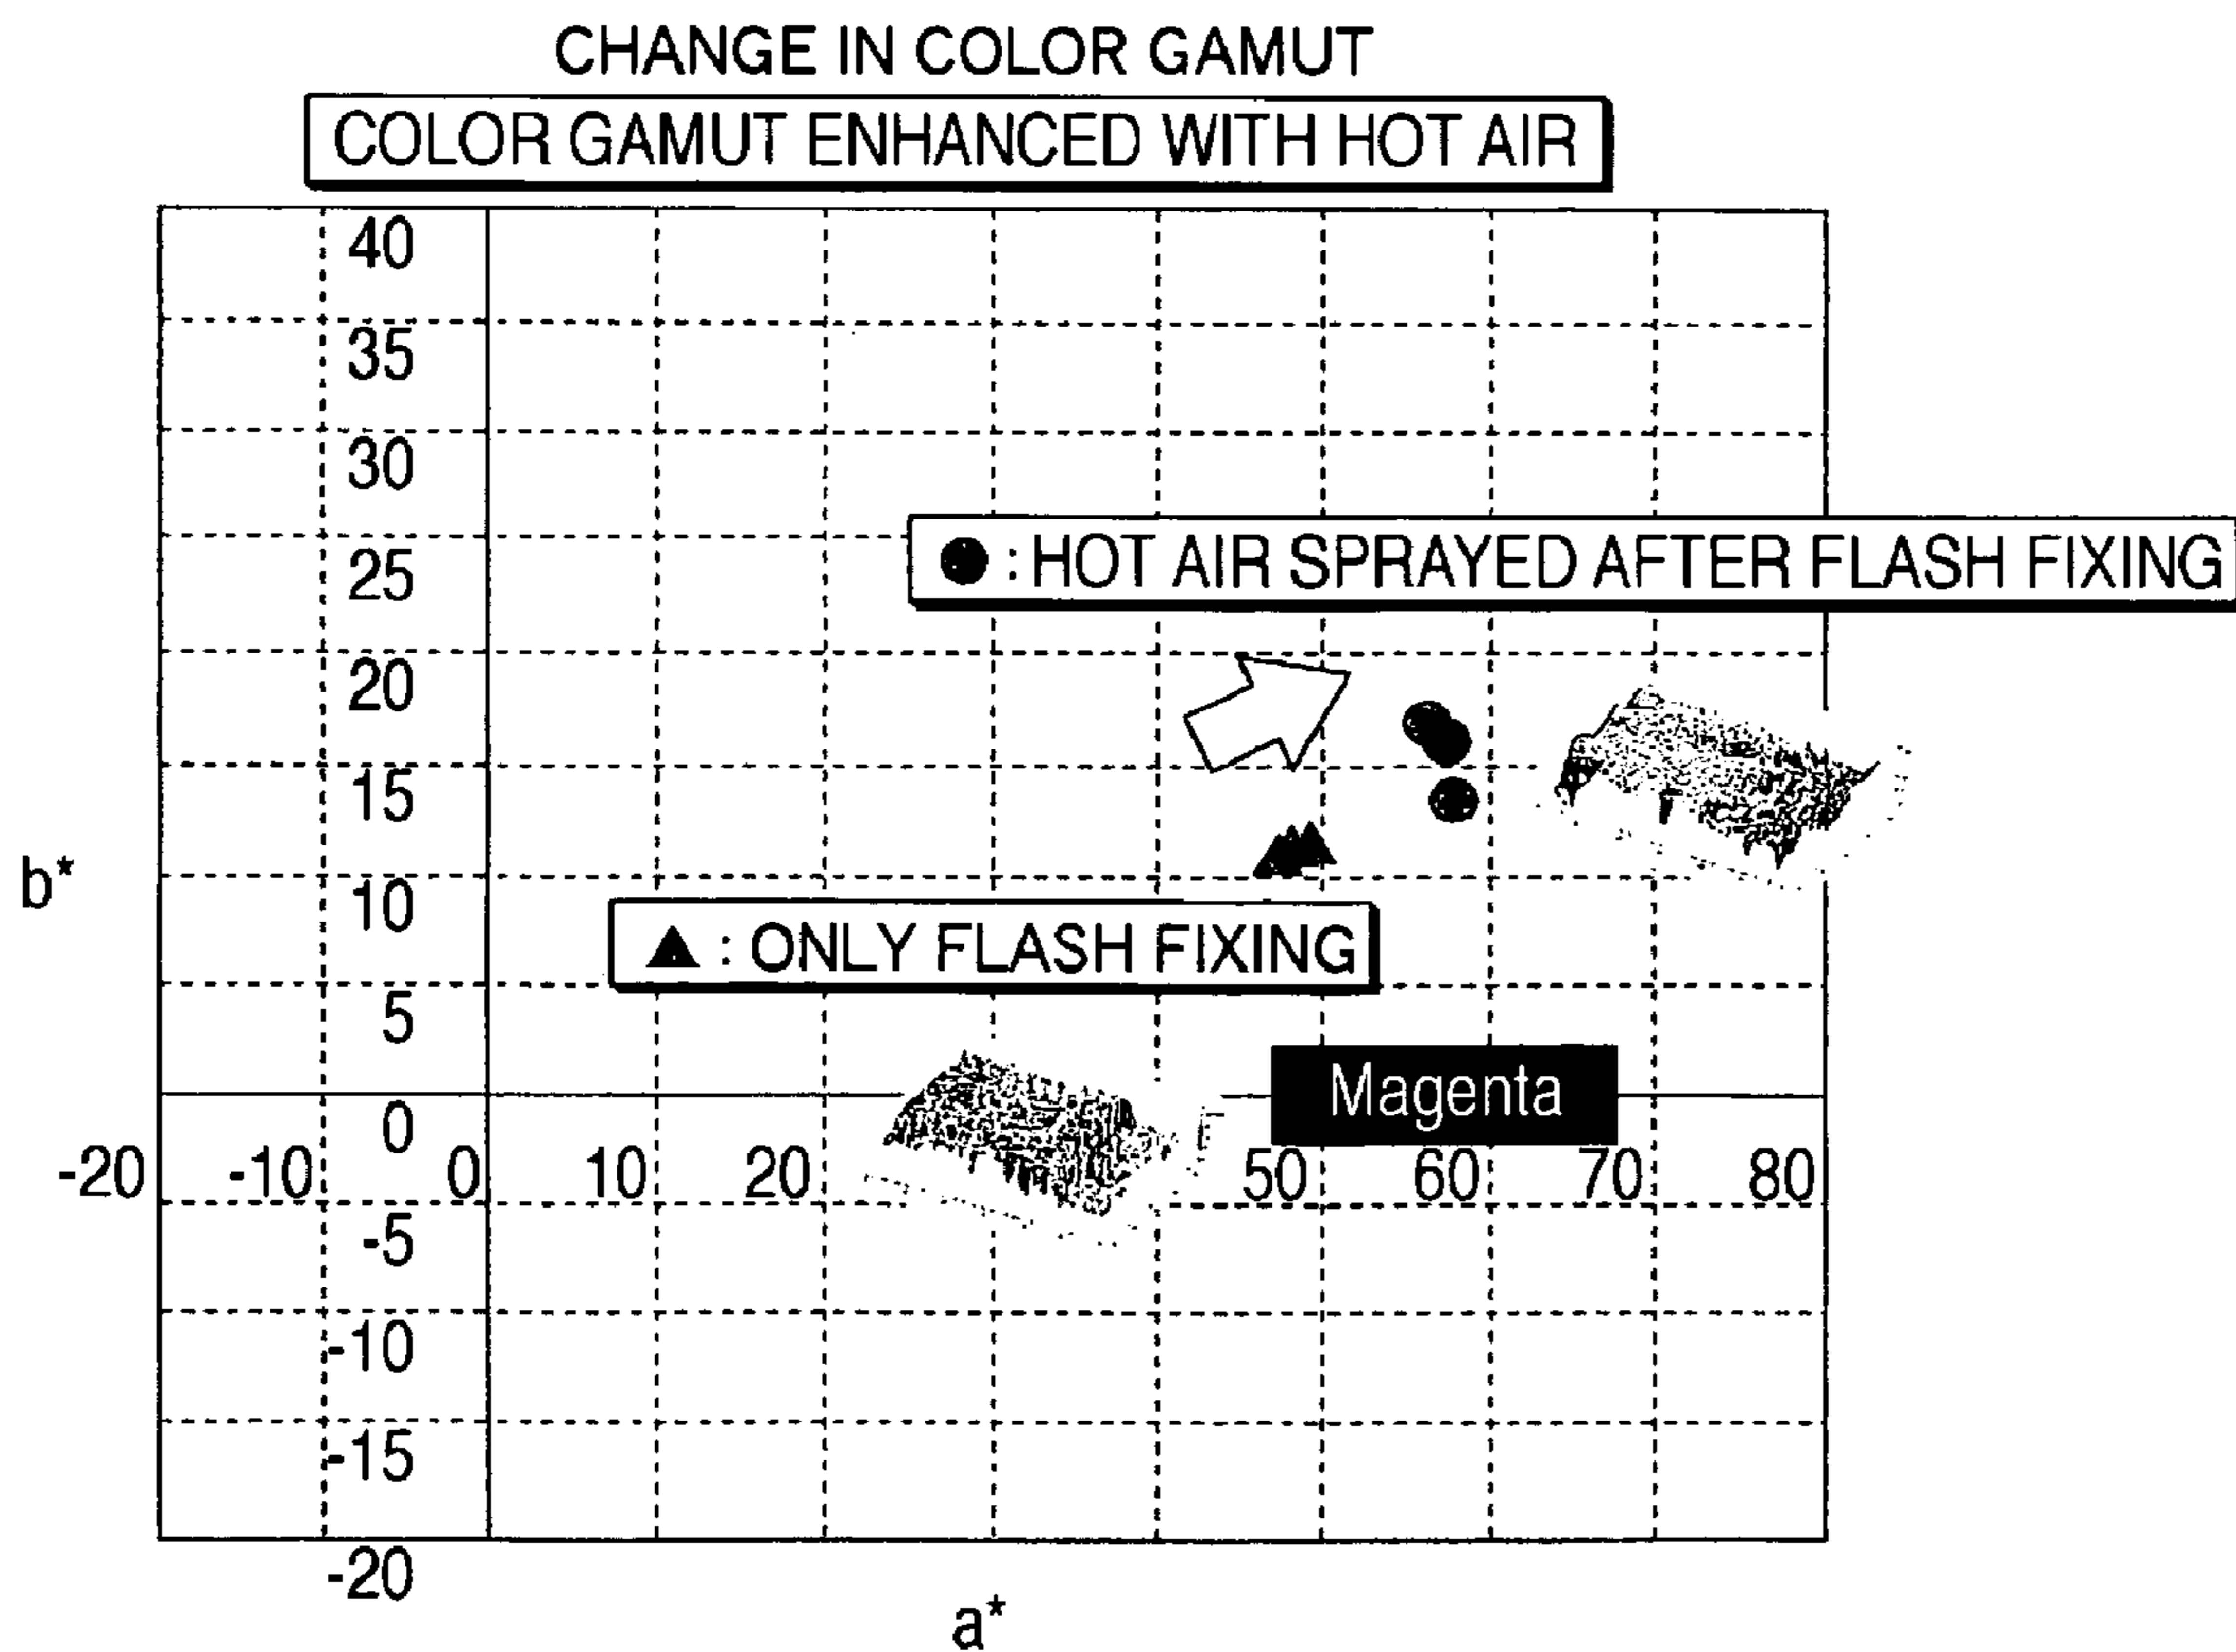 CHANGE IN COLOR GAMUT
COLOR GAMUT ENHANCED WITH HOT AIR
40
35
30
25
● : HOT AIR SPRAYED AFTER FLASH FIXING
20
15
b*
10
▲ : ONLY FLASH FIXING
5
Magenta
0
-20 -10 0 10 20 50 60 70 80
-5
-10
-15
-20
a*